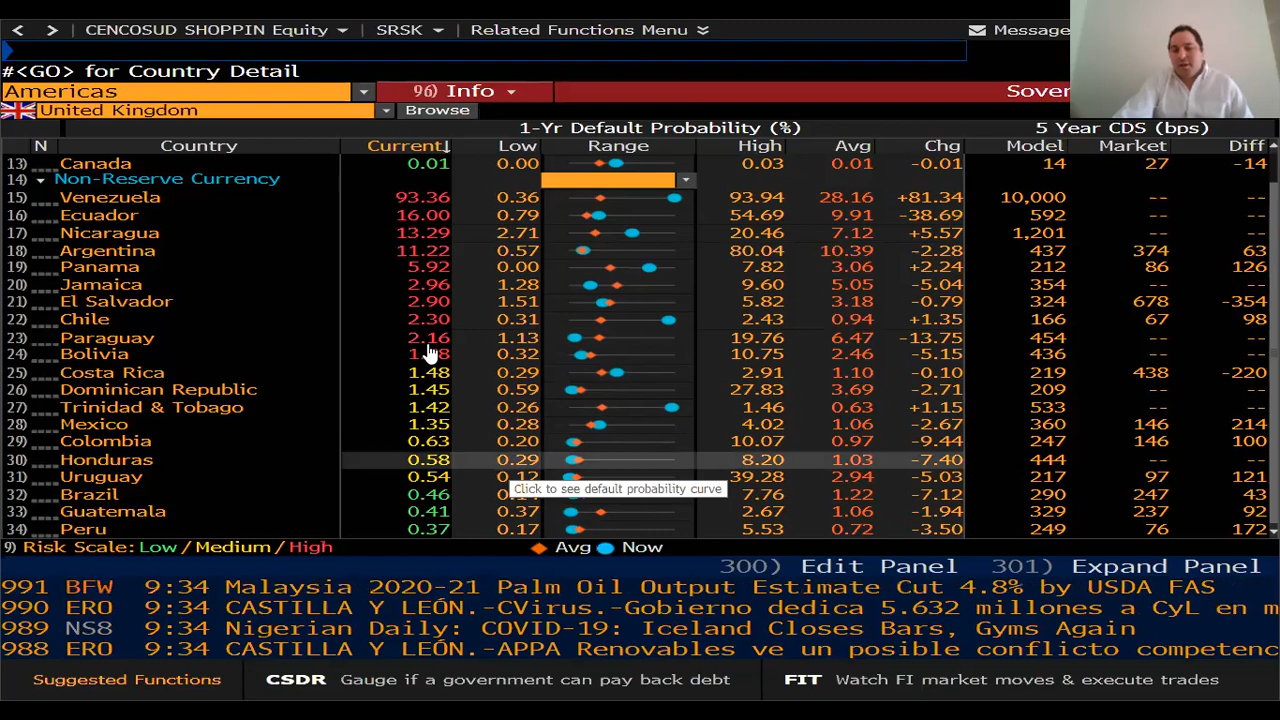 < > CENCOSUD SHOPPIN Equity SRSK Related Functions Menu Message
#<GO> for Country Detail
Americas 96) Info Sover
United Kingdom Browse
1-Yr Default Probability (%) 5 Year CDS (bps)
N Country Current↓ Low Range High Avg Chg Model Market Diff
13) Canada 0.01 0.00 0.03 0.01 -0.01 14 27 -14
14) Non-Reserve Currency
15) Venezuela 93.36 0.36 93.94 28.16 +81.34 10,000 -- --
16) Ecuador 16.00 0.79 54.69 9.91 -38.69 592 -- --
17) Nicaragua 13.29 2.71 20.46 7.12 +5.57 1,201 -- --
18) Argentina 11.22 0.57 80.04 10.39 -2.28 437 374 63
19) Panama 5.92 0.00 7.82 3.06 +2.24 212 86 126
20) Jamaica 2.96 1.28 9.60 5.05 -5.04 354 -- --
21) El Salvador 2.90 1.51 5.82 3.18 -0.79 324 678 -354
22) Chile 2.30 0.31 2.43 0.94 +1.35 166 67 98
23) Paraguay 2.16 1.13 19.76 6.47 -13.75 454 -- --
24) Bolivia 0.32 10.75 2.46 -5.15 436 -- --
25) Costa Rica 1.48 0.29 2.91 1.10 -0.10 219 438 -220
26) Dominican Republic 1.45 0.59 27.83 3.69 -2.71 209 -- --
27) Trinidad & Tobago 1.42 0.26 1.46 0.63 +1.15 533 -- --
28) Mexico 1.35 0.28 4.02 1.06 -2.67 360 146 214
29) Colombia 0.63 0.20 10.07 0.97 -9.44 247 146 100
30) Honduras 0.58 0.29 8.20 1.03 -7.40 444 -- --
31) Uruguay 0.54 0.12 39.28 2.94 -5.03 217 97 121
Click to see default probability curve
32) Brazil 0.46 7.76 1.22 -7.12 290 247 43
33) Guatemala 0.41 0.37 2.67 1.06 -1.94 332 240 92
34) Peru 0.37 0.17 5.53 0.72 -3.50 249 76 172
9) Risk Scale: Low / Medium / High Avg Now
300) Edit Panel 301) Expand Panel
991 BFW 9:34 Malaysia 2020-21 Palm Oil Output Estimate Cut 4.8% by USDA FAS
990 ERO 9:34 CASTILLA Y LEÓN.-CVirus.-Gobierno dedica 5.632 millones a CyL en m
989 NS8 9:34 Nigerian Daily: COVID-19: Iceland Closes Bars, Gyms Again
988 ERO 9:34 CASTILLA Y LEÓN.-APPA Renovables ve un posible conflicto competenc
Suggested Functions CSDR Gauge if a government can pay back debt FIT Watch FI market moves & execute trades